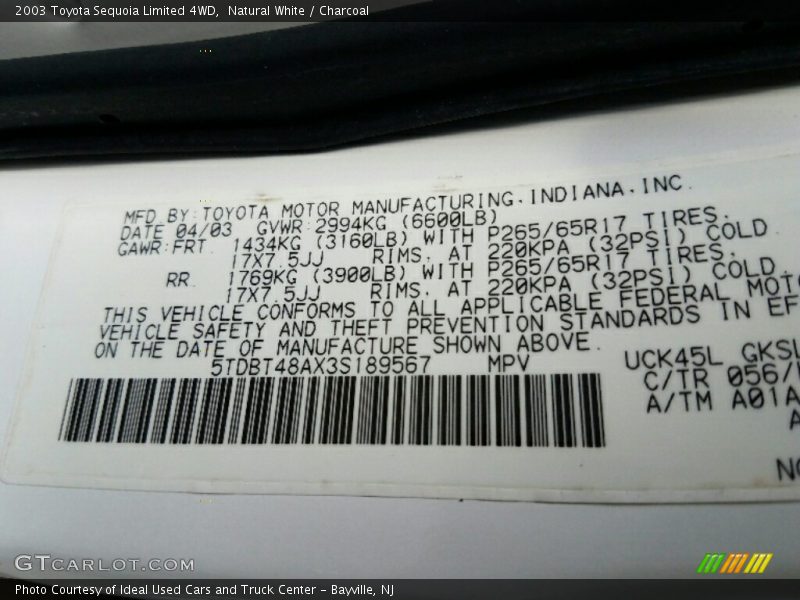 2003 Toyota Sequoia Limited 4WD,  Natural White / Charcoal
MFD.BY:TOYOTA MOTOR MANUFACTURING.INDIANA.INC.
DATE 04/03  GVWR:2994KG (6600LB)
GAWR:FRT.  1434KG (3160LB) WITH P265/65R17 TIRES.
17X7.5JJ  RIMS. AT 220KPA (32PSI) COLD
RR.  1769KG (3900LB) WITH P265/65R17 TIRES.
17X7.5JJ  RIMS. AT 220KPA (32PSI) COLD.
THIS VEHICLE CONFORMS TO ALL APPLICABLE FEDERAL MOTO
VEHICLE SAFETY AND THEFT PREVENTION STANDARDS IN EF
ON THE DATE OF MANUFACTURE SHOWN ABOVE.
5TDBT48AX3S189567  MPV
UCK45L GKSL
C/TR 056/
A/TM A01A
A
NO
GTCARLOT.COM
Photo Courtesy of Ideal Used Cars and Truck Center – Bayville, NJ